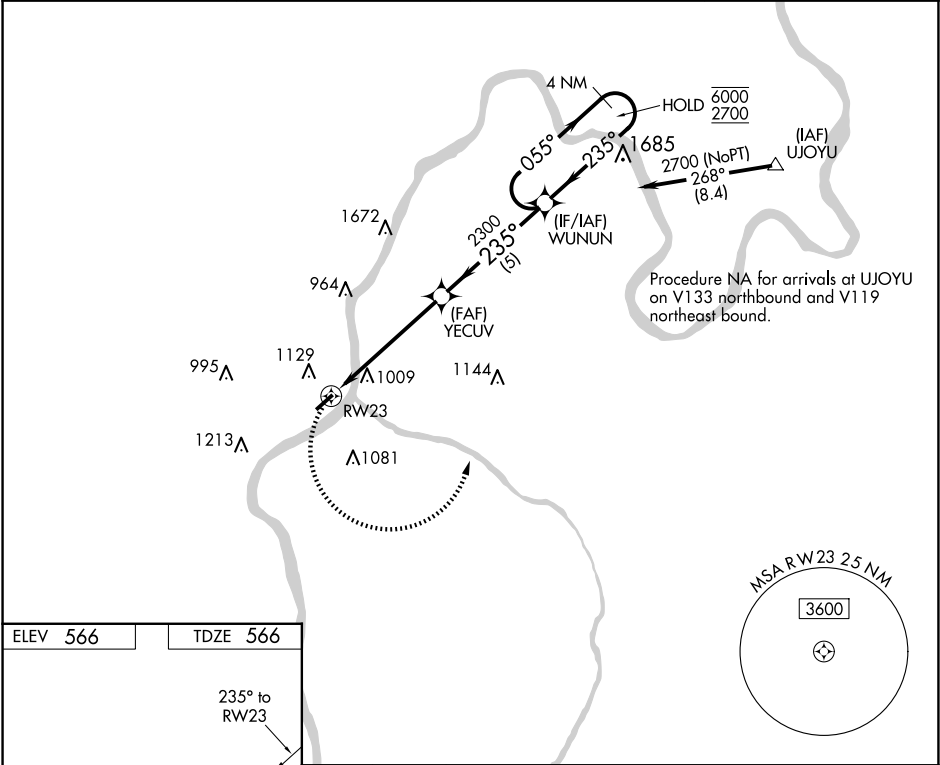 4 NM
HOLD 6000
2700
055°
235°
1685
(IAF)
UJOYU
2700 (NoPT)
268°
(8.4)
1672
2300
235°
(5)
(IF/IAF)
WUNUN
964
(FAF)
YECUV
Procedure NA for arrivals at UJOYU
on V133 northbound and V119
northeast bound.
995
1129
1009
1144
RW23
1213
1081
MSA RW23 25 NM
3600
ELEV 566
TDZE 566
235° to
RW23